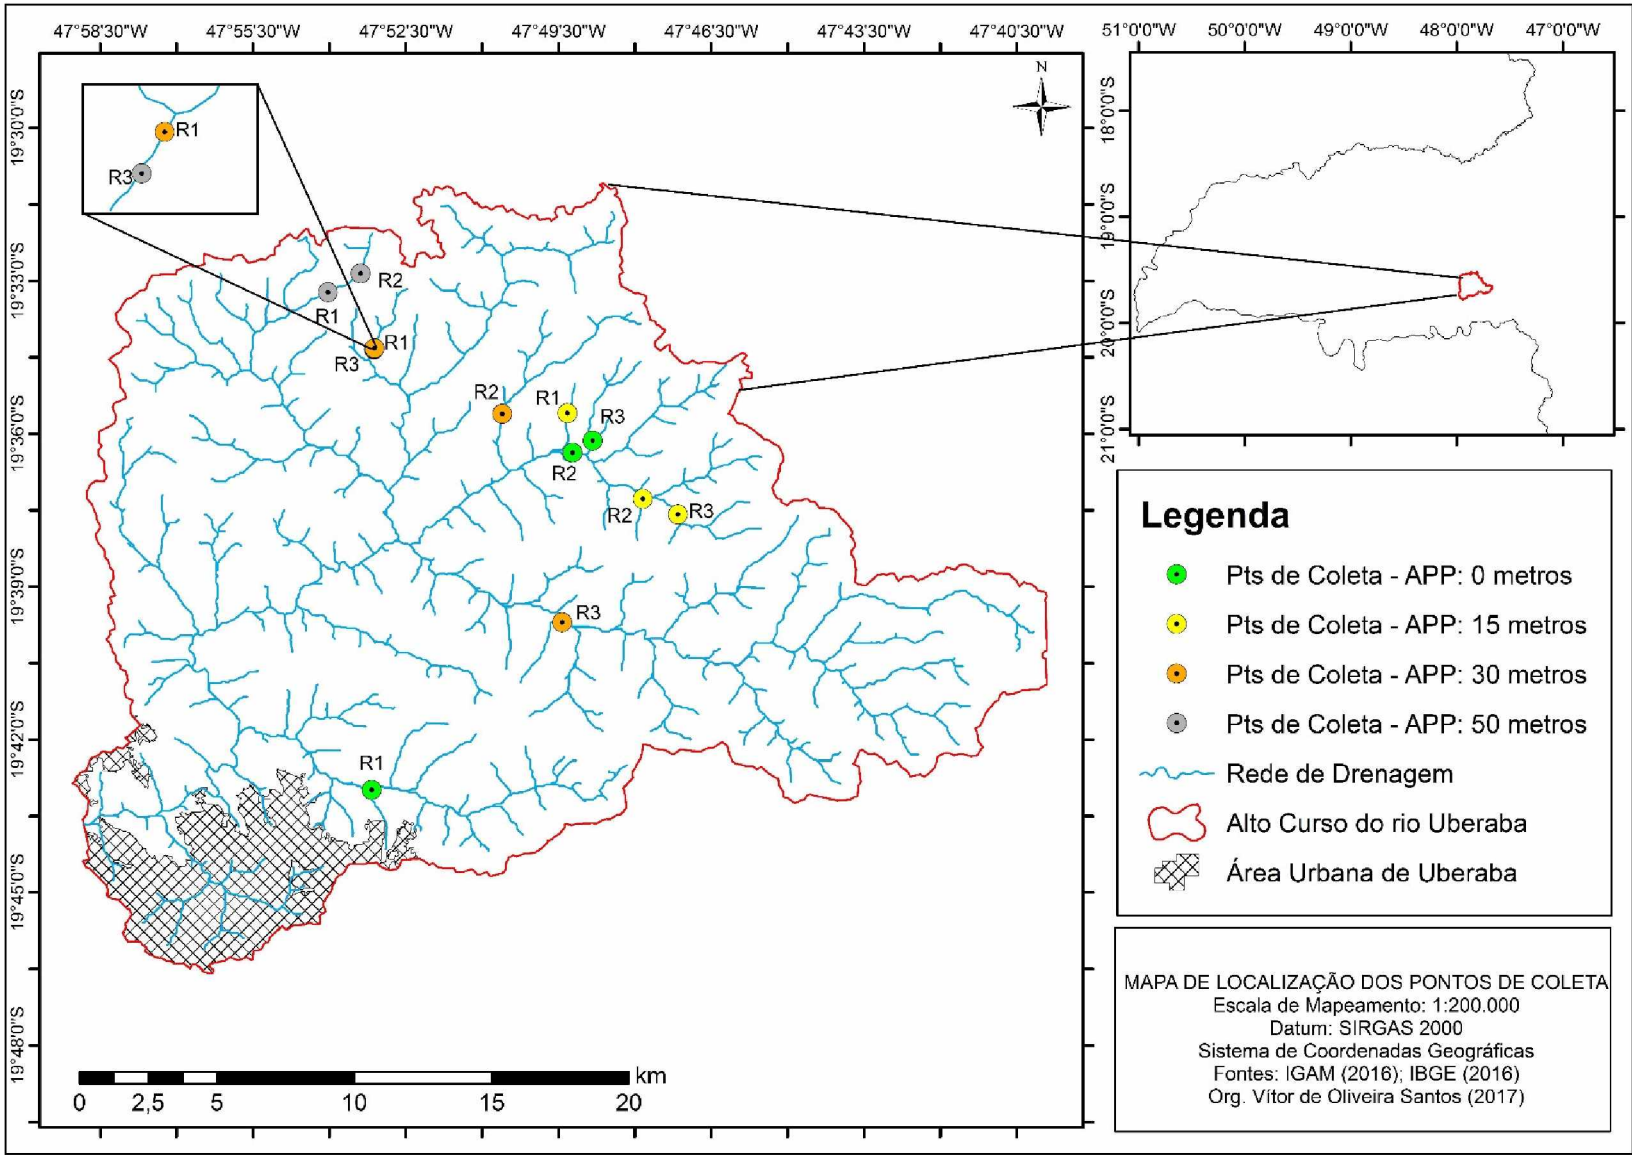 47°58'30"W 47°55'30"W 47°52'30"W 47°49'30"W 47°46'30"W 47°43'30"W 47°40'30"W
51°0'0"W 50°0'0"W 49°0'0"W 48°0'0"W 47°0'0"W
19°30'0"S
19°33'0"S
19°36'0"S
19°39'0"S
19°42'0"S
19°45'0"S
19°48'0"S
18°0'0"S
19°0'0"S
20°0'0"S
21°0'0"S
N
R1
R3
R2
R1
R1
R3
R2
R1
R3
R2
R2
R3
R3
R1
0 2,5 5 10 15 20 km
Legenda
Pts de Coleta - APP: 0 metros
Pts de Coleta - APP: 15 metros
Pts de Coleta - APP: 30 metros
Pts de Coleta - APP: 50 metros
Rede de Drenagem
Alto Curso do rio Uberaba
Área Urbana de Uberaba
MAPA DE LOCALIZAÇÃO DOS PONTOS DE COLETA
Escala de Mapeamento: 1:200.000
Datum: SIRGAS 2000
Sistema de Coordenadas Geográficas
Fontes: IGAM (2016); IBGE (2016)
Org. Vítor de Oliveira Santos (2017)